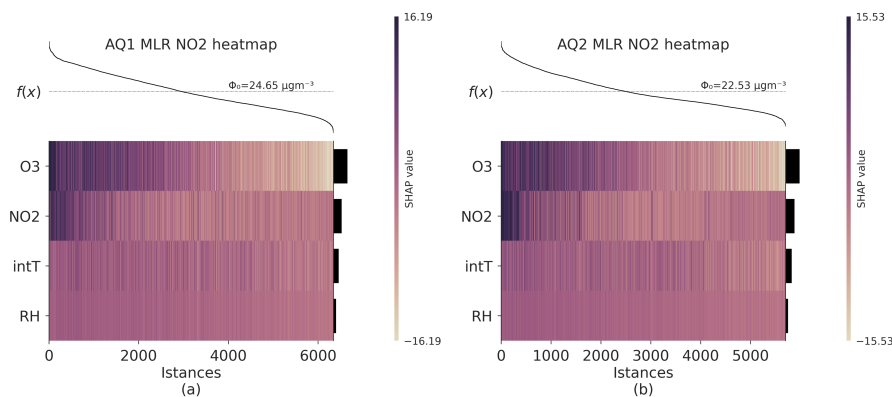 AQ1 MLR NO2 heatmap
16.19
f(x)
Φ₀=24.65 µgm⁻³
O3
NO2
intT
RH
SHAP value
−16.19
0 2000 4000 6000
Istances
(a)
AQ2 MLR NO2 heatmap
15.53
f(x)
Φ₀=22.53 µgm⁻³
O3
NO2
intT
RH
SHAP value
−15.53
0 1000 2000 3000 4000 5000
Istances
(b)